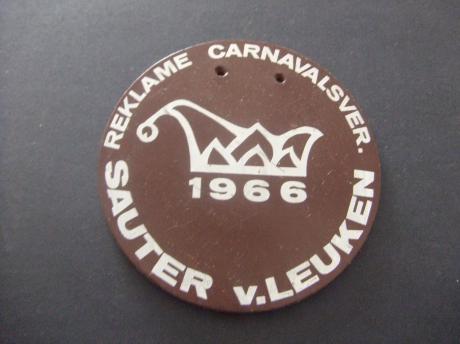 REKLAME CARNAVALSVER.
1966
SAUTER v.LEUKEN